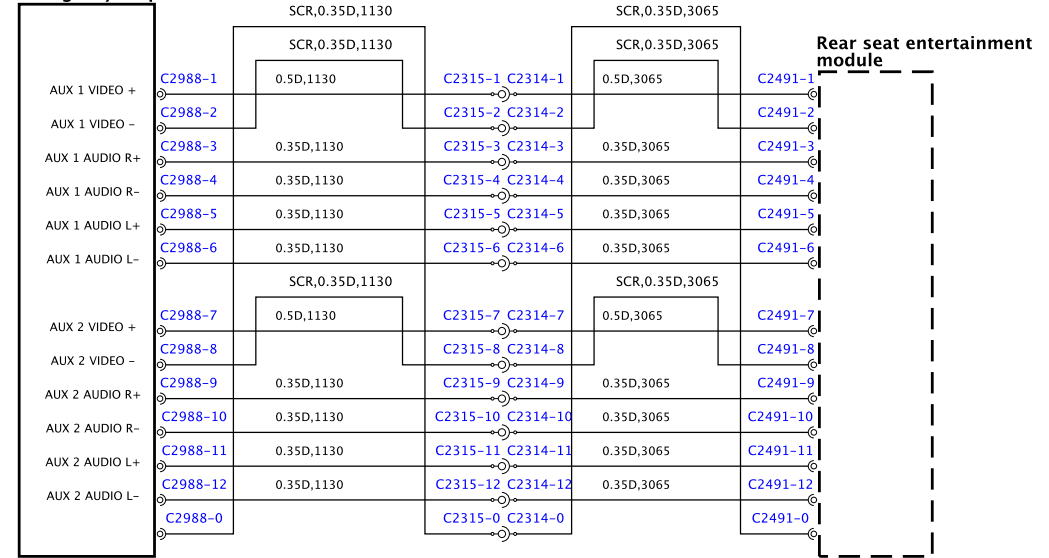 SCR,0.35D,1130 SCR,0.35D,3065
SCR,0.35D,1130 SCR,0.35D,3065
Rear seat entertainment
module
C2988-1 0.5D,1130 C2315-1 C2314-1 0.5D,3065 C2491-1
AUX 1 VIDEO +
C2988-2 C2315-2 C2314-2 C2491-2
AUX 1 VIDEO -
C2988-3 0.35D,1130 C2315-3 C2314-3 0.35D,3065 C2491-3
AUX 1 AUDIO R+
C2988-4 0.35D,1130 C2315-4 C2314-4 0.35D,3065 C2491-4
AUX 1 AUDIO R-
C2988-5 0.35D,1130 C2315-5 C2314-5 0.35D,3065 C2491-5
AUX 1 AUDIO L+
C2988-6 0.35D,1130 C2315-6 C2314-6 0.35D,3065 C2491-6
AUX 1 AUDIO L-
SCR,0.35D,1130 SCR,0.35D,3065
C2988-7 0.5D,1130 C2315-7 C2314-7 0.5D,3065 C2491-7
AUX 2 VIDEO +
C2988-8 C2315-8 C2314-8 C2491-8
AUX 2 VIDEO -
C2988-9 0.35D,1130 C2315-9 C2314-9 0.35D,3065 C2491-9
AUX 2 AUDIO R+
C2988-10 0.35D,1130 C2315-10 C2314-10 0.35D,3065 C2491-10
AUX 2 AUDIO R-
C2988-11 0.35D,1130 C2315-11 C2314-11 0.35D,3065 C2491-11
AUX 2 AUDIO L+
C2988-12 0.35D,1130 C2315-12 C2314-12 0.35D,3065 C2491-12
AUX 2 AUDIO L-
C2988-0 C2315-0 C2314-0 C2491-0